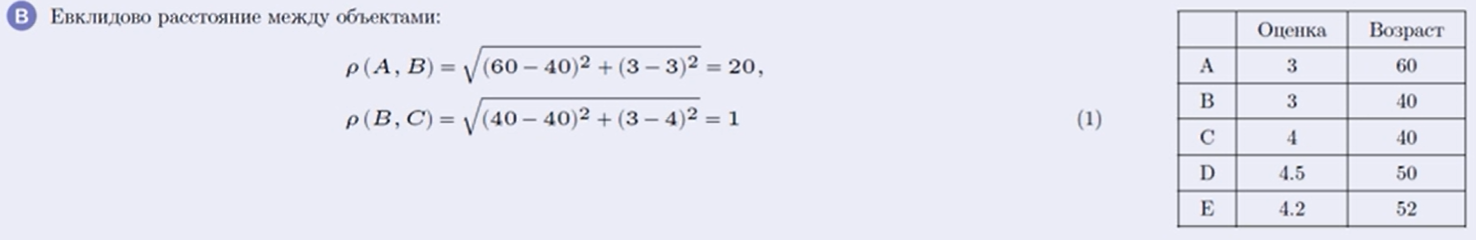 B Евклидово расстояние между объектами:
ρ (A, B) = √(60 − 40)² + (3 − 3)² = 20,
ρ (B, C) = √(40 − 40)² + (3 − 4)² = 1
(1)
Оценка Возраст
A 3 60
B 3 40
C 4 40
D 4.5 50
E 4.2 52